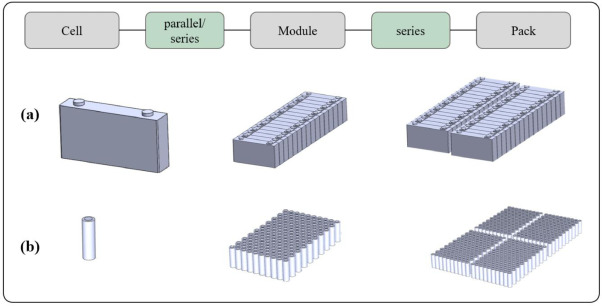 Cell
parallel/
series
Module
series
Pack
(a)
(b)